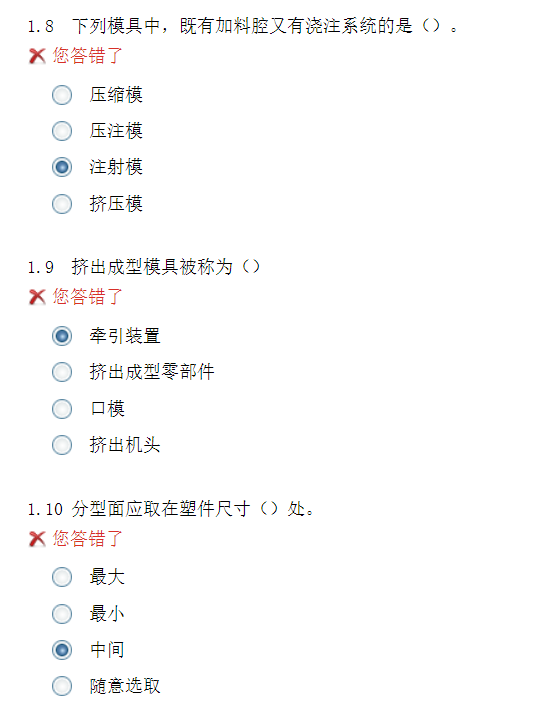 1.8 下列模具中，既有加料腔又有浇注系统的是（）。
您答错了
压缩模
压注模
注射模
挤压模
1.9 挤出成型模具被称为（）
您答错了
牵引装置
挤出成型零部件
口模
挤出机头
1.10 分型面应取在塑件尺寸（）处。
您答错了
最大
最小
中间
随意选取